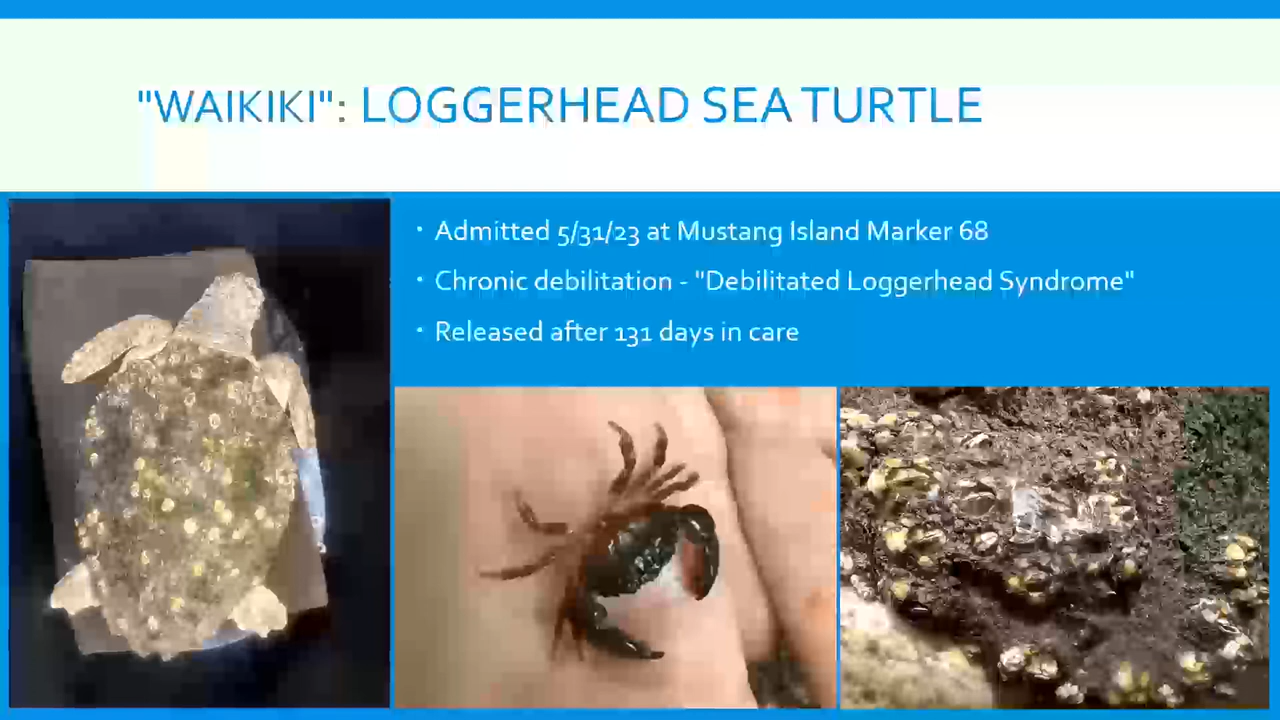 "WAIKIKI": LOGGERHEAD SEA TURTLE
· Admitted 5/31/23 at Mustang Island Marker 68
· Chronic debilitation - "Debilitated Loggerhead Syndrome"
· Released after 131 days in care